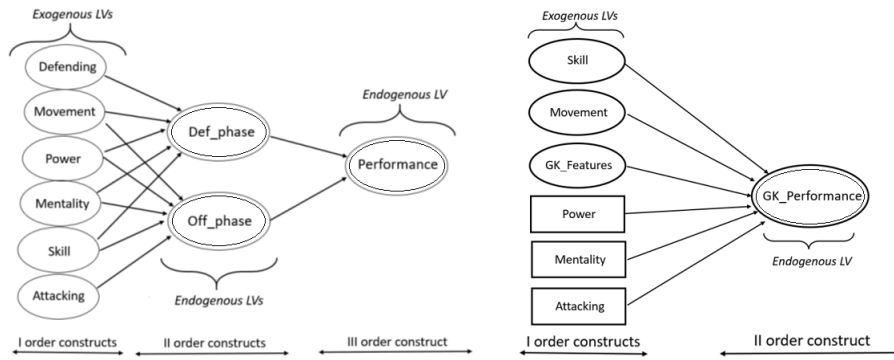 Exogenous LVs
Defending
Movement
Power
Mentality
Skill
Attacking
Def_phase
Off_phase
Endogenous LVs
Endogenous LV
Performance
I order constructs
II order constructs
III order construct
Exogenous LVs
Skill
Movement
GK_Features
Power
Mentality
Attacking
GK_Performance
Endogenous LV
I order constructs
II order construct